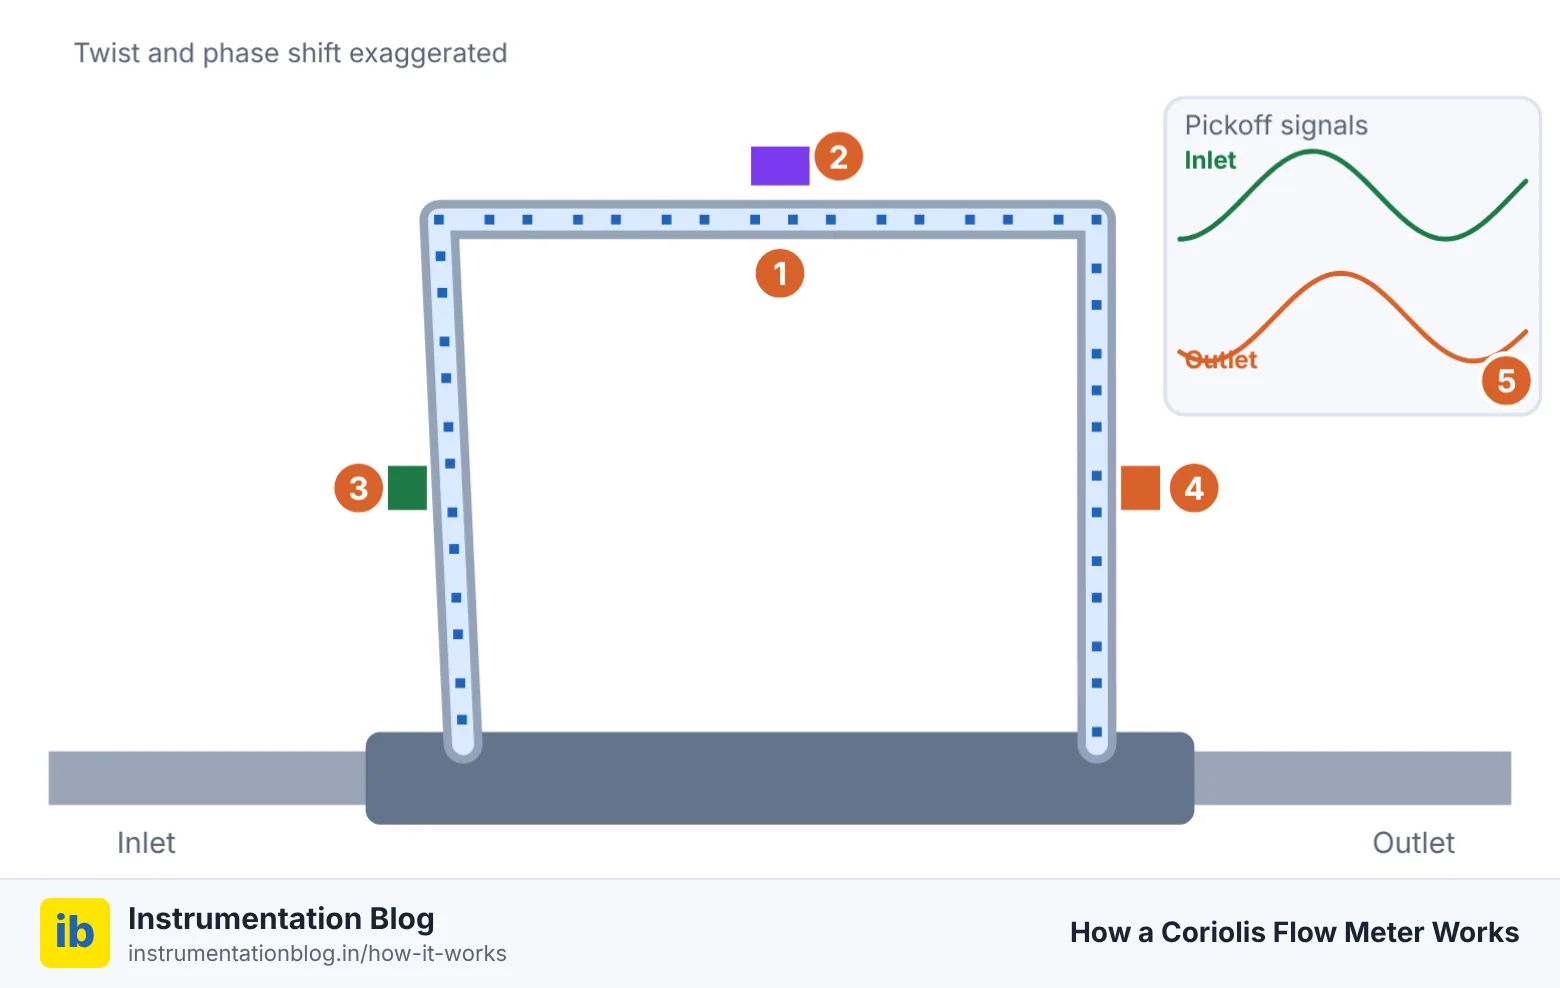 Twist and phase shift exaggerated
Pickoff signals
Inlet
Outlet
5
2
1
3
4
Inlet
Outlet
ib
Instrumentation Blog
instrumentationblog.in/how-it-works
How a Coriolis Flow Meter Works